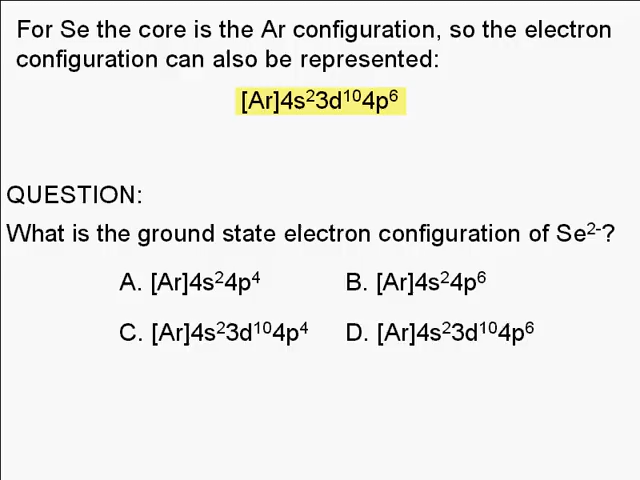 For Se the core is the Ar configuration, so the electron
configuration can also be represented:
[Ar]4s²3d¹⁰4p⁶
QUESTION:
What is the ground state electron configuration of Se²⁻?
A. [Ar]4s²4p⁴ B. [Ar]4s²4p⁶
C. [Ar]4s²3d¹⁰4p⁴ D. [Ar]4s²3d¹⁰4p⁶